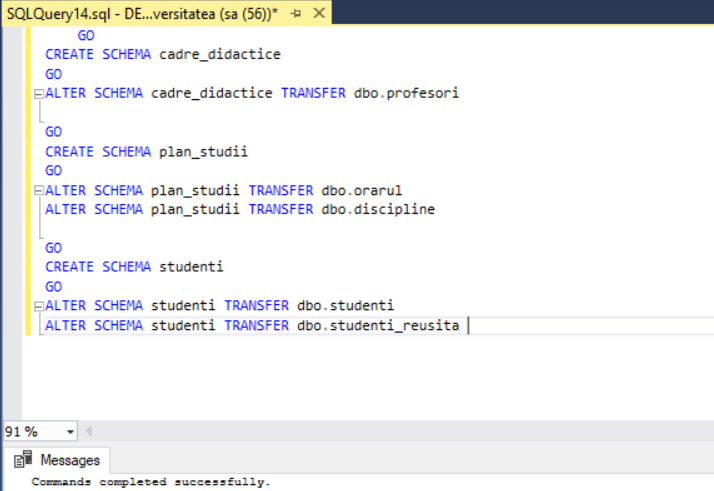 SQLQuery14.sql - DE...versitatea (sa (56))*
GO
CREATE SCHEMA cadre_didactice
GO
ALTER SCHEMA cadre_didactice TRANSFER dbo.profesori
GO
CREATE SCHEMA plan_studii
GO
ALTER SCHEMA plan_studii TRANSFER dbo.orarul
ALTER SCHEMA plan_studii TRANSFER dbo.discipline
GO
CREATE SCHEMA studenti
GO
ALTER SCHEMA studenti TRANSFER dbo.studenti
ALTER SCHEMA studenti TRANSFER dbo.studenti_reusita
91 %
Messages
Commands completed successfully.